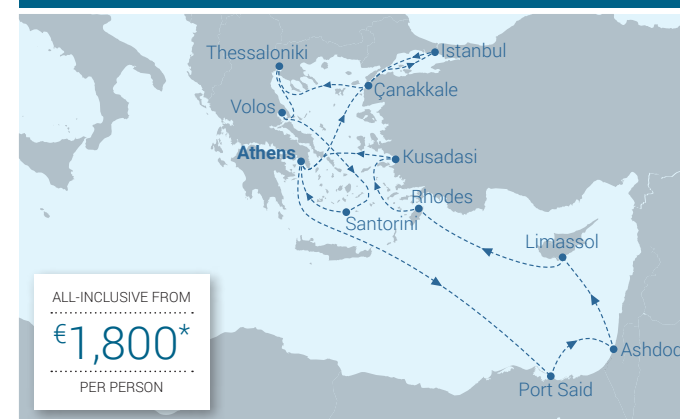 Thessaloniki
Istanbul
Çanakkale
Volos
Athens
Kusadasi
Rhodes
Santorini
Limassol
Ashdod
Port Said
ALL-INCLUSIVE FROM
€1,800*
PER PERSON